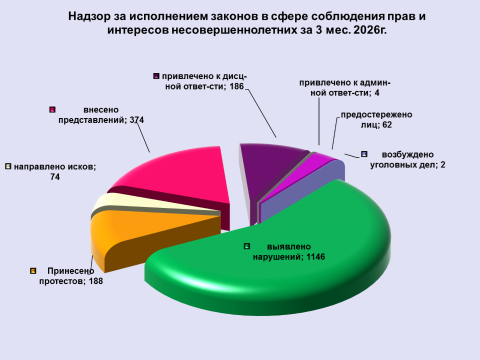 Надзор за исполнением законов в сфере соблюдения прав и
интересов несовершеннолетних за 3 мес. 2026г.
привлечено к дисц-
ной ответ-сти; 186
привлечено к админ-
ной ответ-сти; 4
предостережено
лиц; 62
возбуждено
уголовных дел; 2
внесено
представлений; 374
направлено исков;
74
Принесено
протестов; 188
выявлено
нарушений; 1146